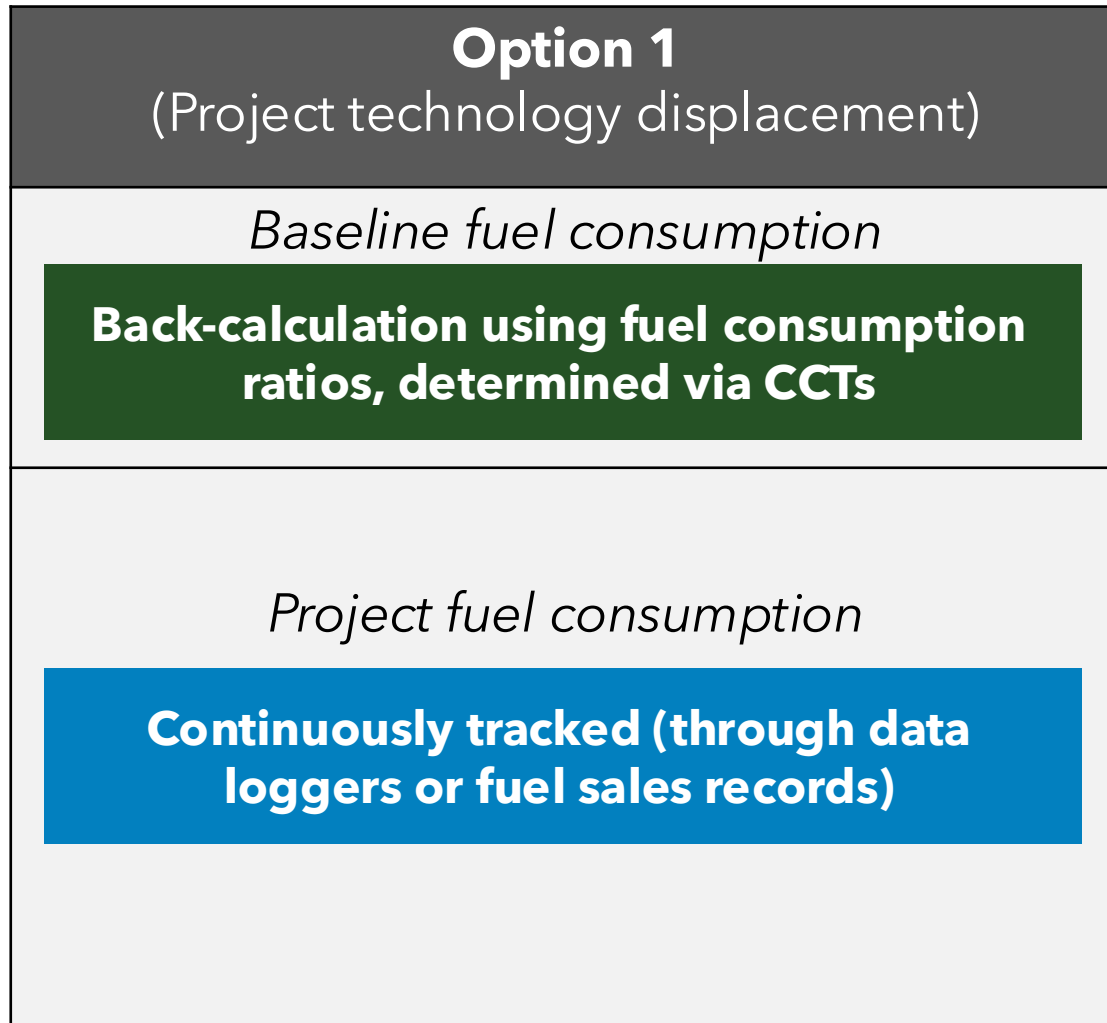 Option 1
(Project technology displacement)
Baseline fuel consumption
Back-calculation using fuel consumption
ratios, determined via CCTs
Project fuel consumption
Continuously tracked (through data
loggers or fuel sales records)